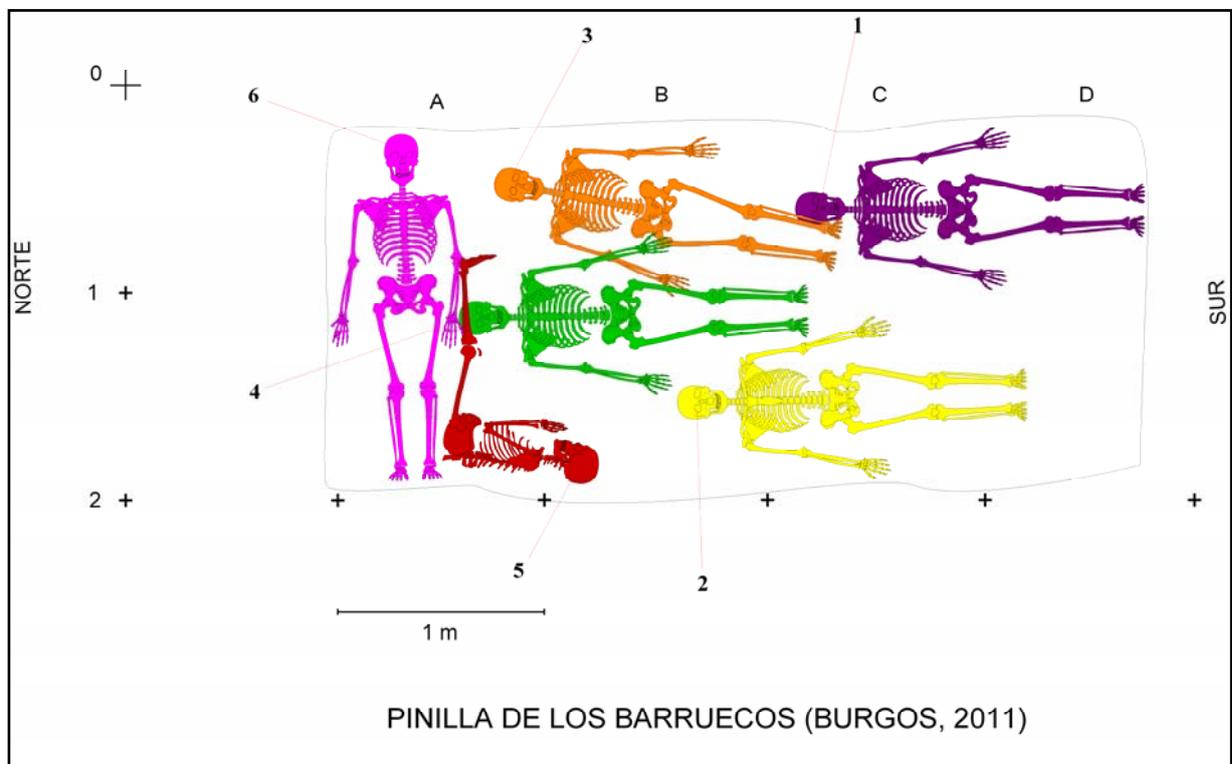 1
3
0
6
A
B
C
D
NORTE
1
SUR
4
2
5
2
1 m
PINILLA DE LOS BARRUECOS (BURGOS, 2011)